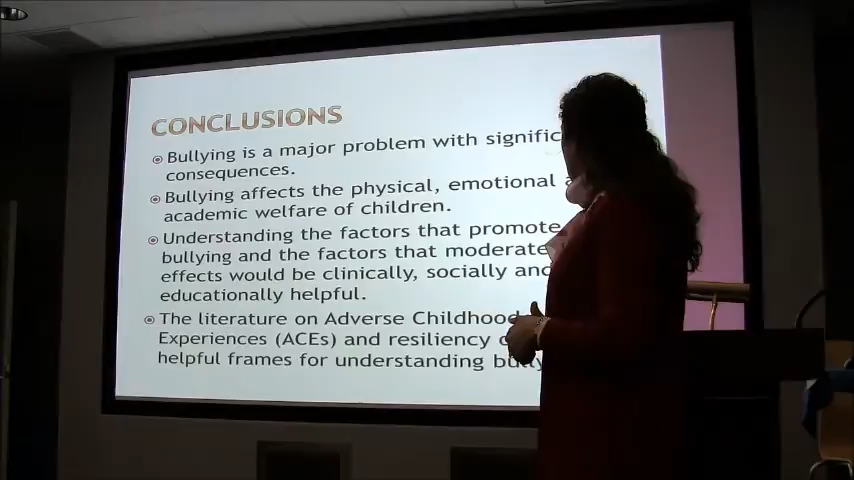 CONCLUSIONS
Bullying is a major problem with signific
consequences.
Bullying affects the physical, emotional
academic welfare of children.
Understanding the factors that promote
bullying and the factors that moderate
effects would be clinically, socially and
educationally helpful.
The literature on Adverse Childhood
Experiences (ACEs) and resiliency
helpful frames for understanding bully